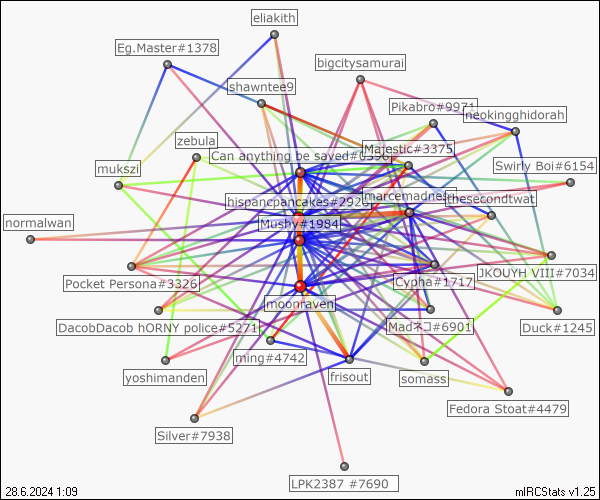 eliakith
Eg.Master#1378
bigcitysamurai
shawntee9
Pikabro#9971
neokingghidorah
zebula
Majestic#3375
Can anything be saved#0396
mukszi
Swirly Boi#6154
hispancpancakes#2929
marcemadness
thesecondtwat
Mushy#1984
normalwan
Pocket Persona#3326
Cypha#1717
JKOUYH VIII#7034
moonraven
DacobDacob hORNY police#5271
Madネコ#6901
Duck#1245
ming#4742
yoshimanden
frisout
somass
Fedora Stoat#4479
Silver#7938
LPK2387 #7690
28.6.2024 1:09
mIRCStats v1.25